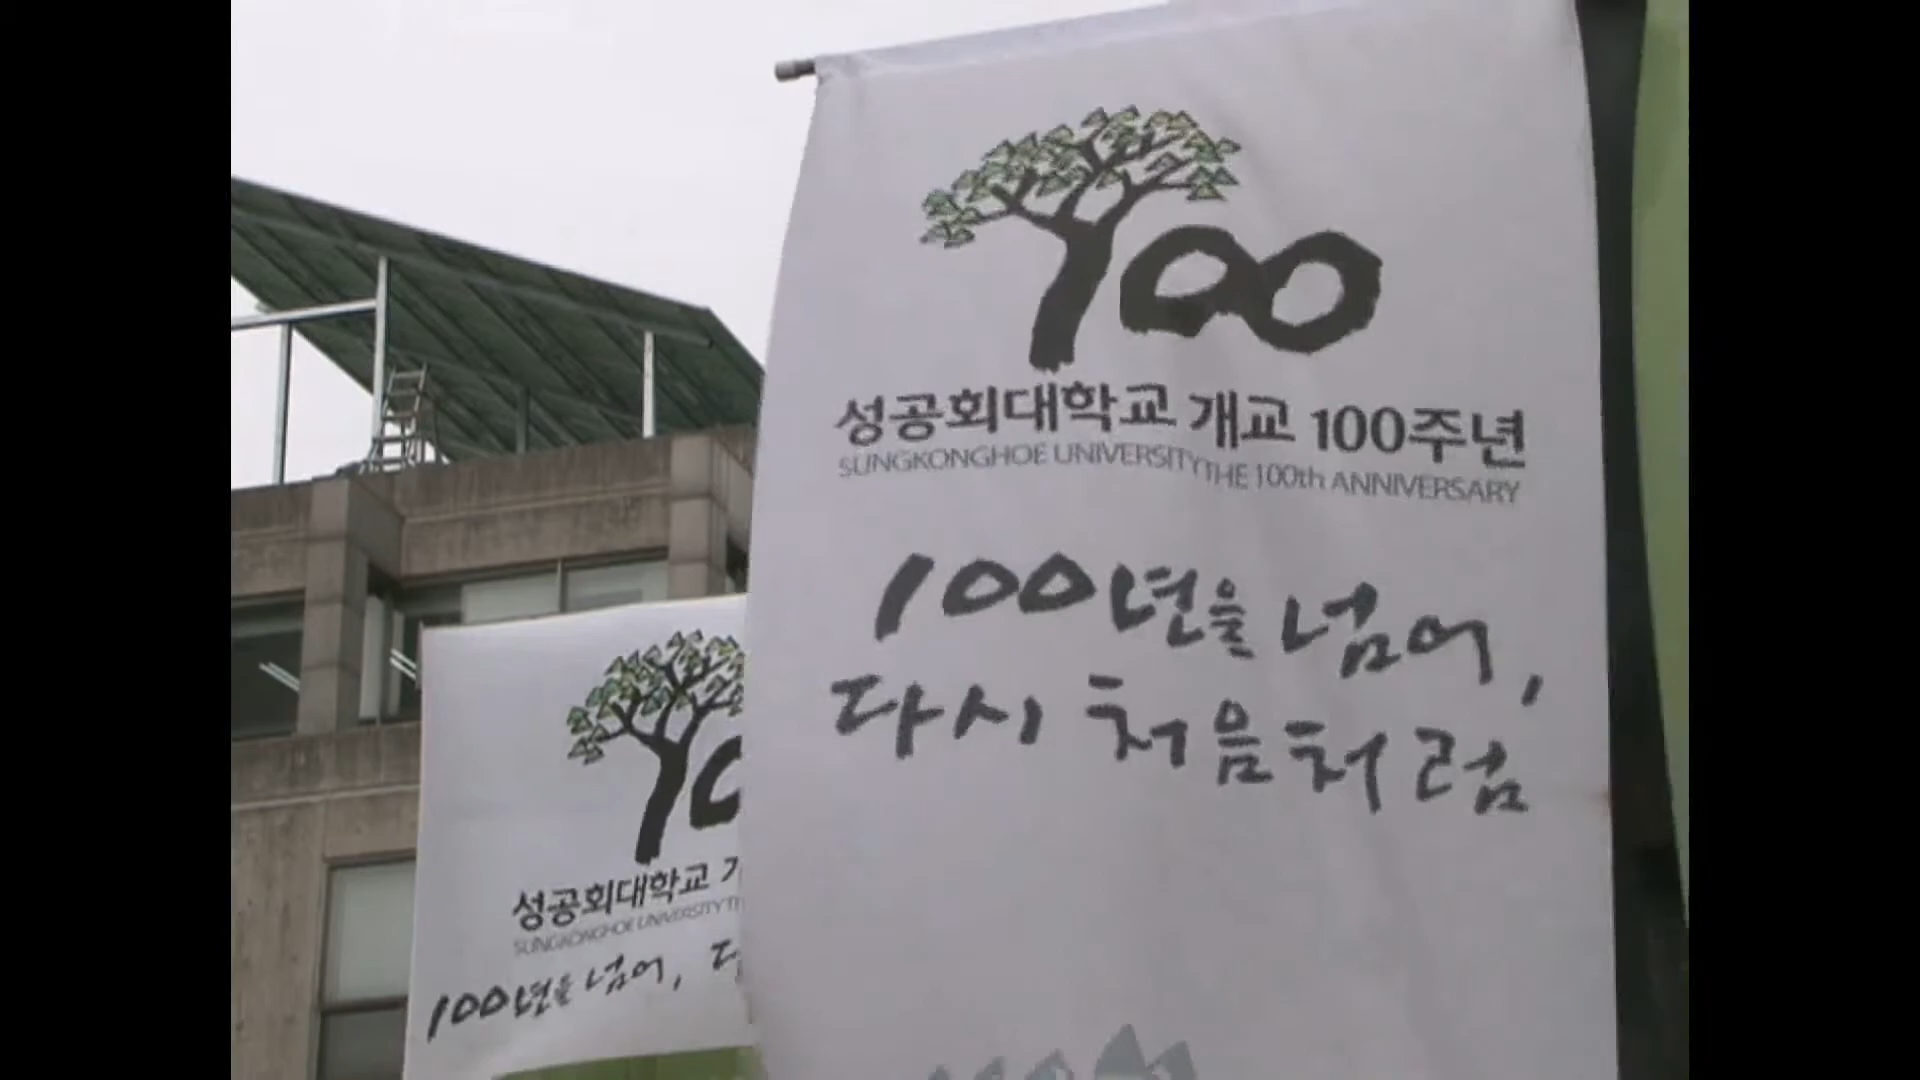 100
성공회대학교 개교 100주년
SUNGKONGHOE UNIVERSITY THE 100th ANNIVERSARY
100년을 넘어,
다시 처음처럼
성공회대학교
SUNGKONGHOE UNIVERSITY
100년을 넘어,